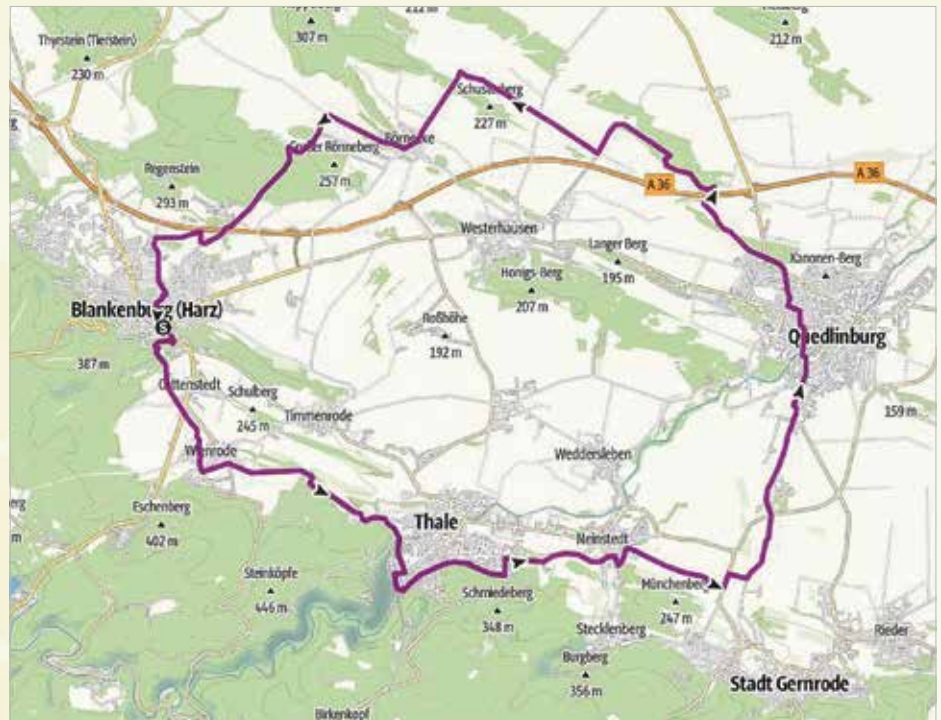 307 m
212 m
Thyrstein (Tierstein)
230 m
212 m
Schusterberg
227 m
Börnecke
Großer Rönneberg
257 m
Regenstein
293 m
A 36
A 36
Westerhausen
Langer Berg
195 m
Kanonen-Berg
Honigs-Berg
207 m
Blankenburg (Harz)
S
Roßhöhe
192 m
Quedlinburg
387 m
Cattenstedt
Schulberg
245 m
Timmenrode
159 m
Wienrode
Weddersleben
Eschenberg
402 m
Thale
Neinstedt
Steinköpfe
446 m
Schmiedeberg
348 m
Münchenberg
247 m
Stecklenberg
Rieder
Burgberg
356 m
Stadt Gernrode
Birkenkopf